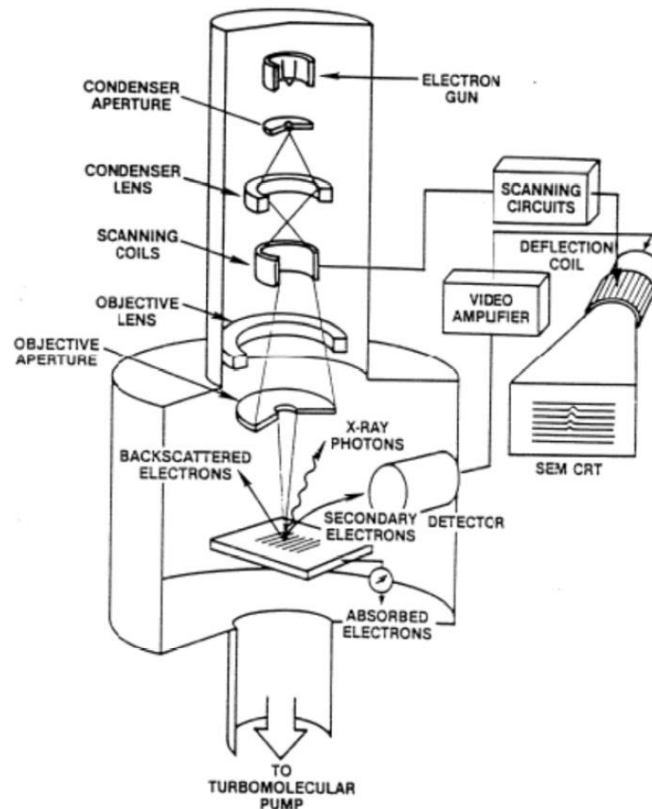 ELECTRON
GUN
CONDENSER
APERTURE
CONDENSER
LENS
SCANNING
CIRCUITS
SCANNING
COILS
DEFLECTION
COIL
VIDEO
AMPLIFIER
OBJECTIVE
LENS
OBJECTIVE
APERTURE
X-RAY
PHOTONS
BACKSCATTERED
ELECTRONS
SEM CRT
SECONDARY
ELECTRONS
DETECTOR
ABSORBED
ELECTRONS
TO
TURBOMOLECULAR
PUMP